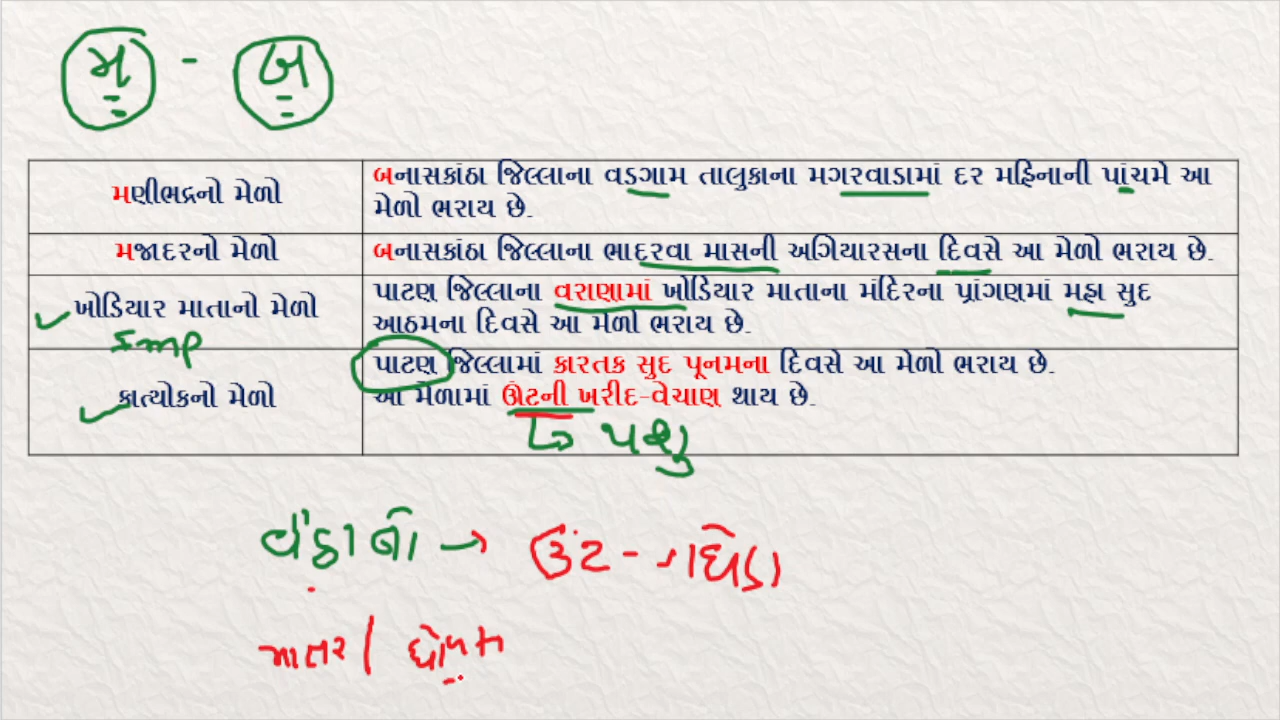 મ - બ
મણીભદ્રનો મેળો
બનાસકાંઠા જિલ્લાના વડગામ તાલુકાના મગરવાડામાં દર મહિનાની પાંચમે આ
મેળો ભરાય છે.
મજાદરનો મેળો
બનાસકાંઠા જિલ્લાના ભાદરવા માસની અગિયારસના દિવસે આ મેળો ભરાય છે.
ખોડિયાર માતાનો મેળો
Imp
પાટણ જિલ્લાના વરાણામાં ખોડિયાર માતાના મંદિરના પ્રાંગણમાં મહા સુદ
આઠમના દિવસે આ મેળો ભરાય છે.
કાત્યોકનો મેળો
પાટણ જિલ્લામાં કારતક સુદ પૂનમના દિવસે આ મેળો ભરાય છે.
આ મેળામાં ઊંટની ખરીદ-વેચાણ થાય છે.
પશુ
વૌઠાનો → ઉંટ - ગધેડા
માતર /